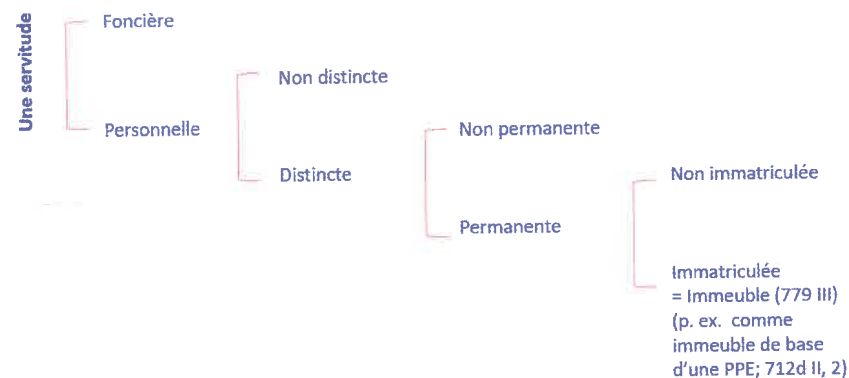 Une servitude
Foncière
Personnelle
Non distincte
Distincte
Non permanente
Permanente
Non immatriculée
Immatriculée
= Immeuble (779 III)
(p. ex. comme
immeuble de base
d'une PPE; 712d II, 2)